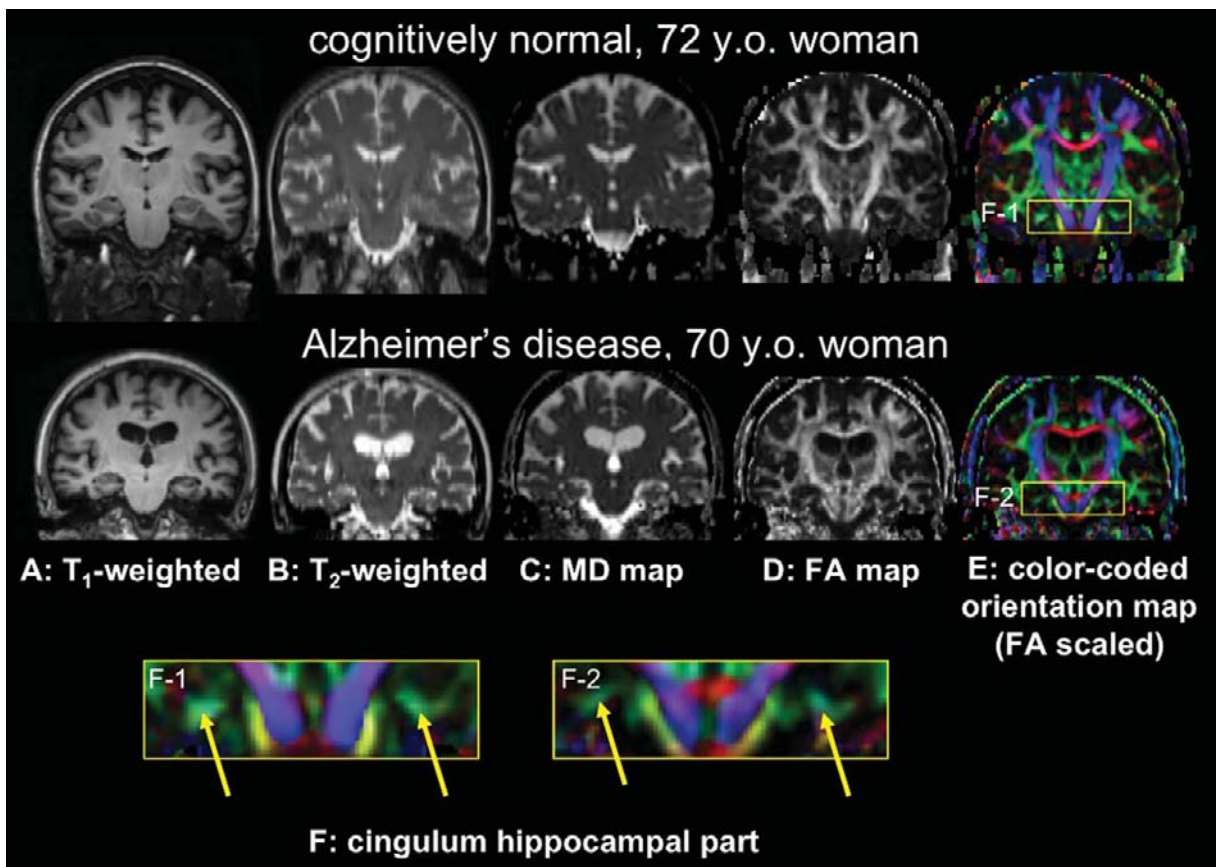 cognitively normal, 72 y.o. woman
F-1
Alzheimer's disease, 70 y.o. woman
F-2
A: T₁-weighted
B: T₂-weighted
C: MD map
D: FA map
E: color-coded
orientation map
(FA scaled)
F-1
F-2
F: cingulum hippocampal part